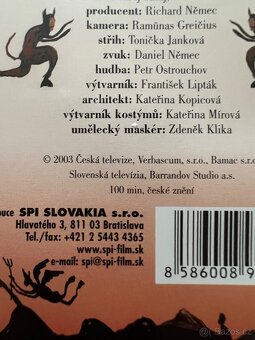 producent: Richard Němec
kamera: Ramūnas Greičius
střih: Tonička Janková
zvuk: Daniel Němec
hudba: Petr Ostrouchov
výtvarník: František Lipták
architekt: Kateřina Kopicová
výtvarník kostýmů: Kateřina Mírová
umělecký maskér: Zdeněk Klika
© 2003 Česká televize, Verbascum, s.r.o., Bamac s.r.o.
Slovenská televízia, Barrandov Studio a.s.
100 min, české znění
ouce SPI SLOVAKIA s.r.o.
Hlavatého 3, 811 03 Bratislava
Tel./fax: +421 2 5443 4365
www.spi-film.sk
e-mail: spi@spi-film.sk
8 586008 9